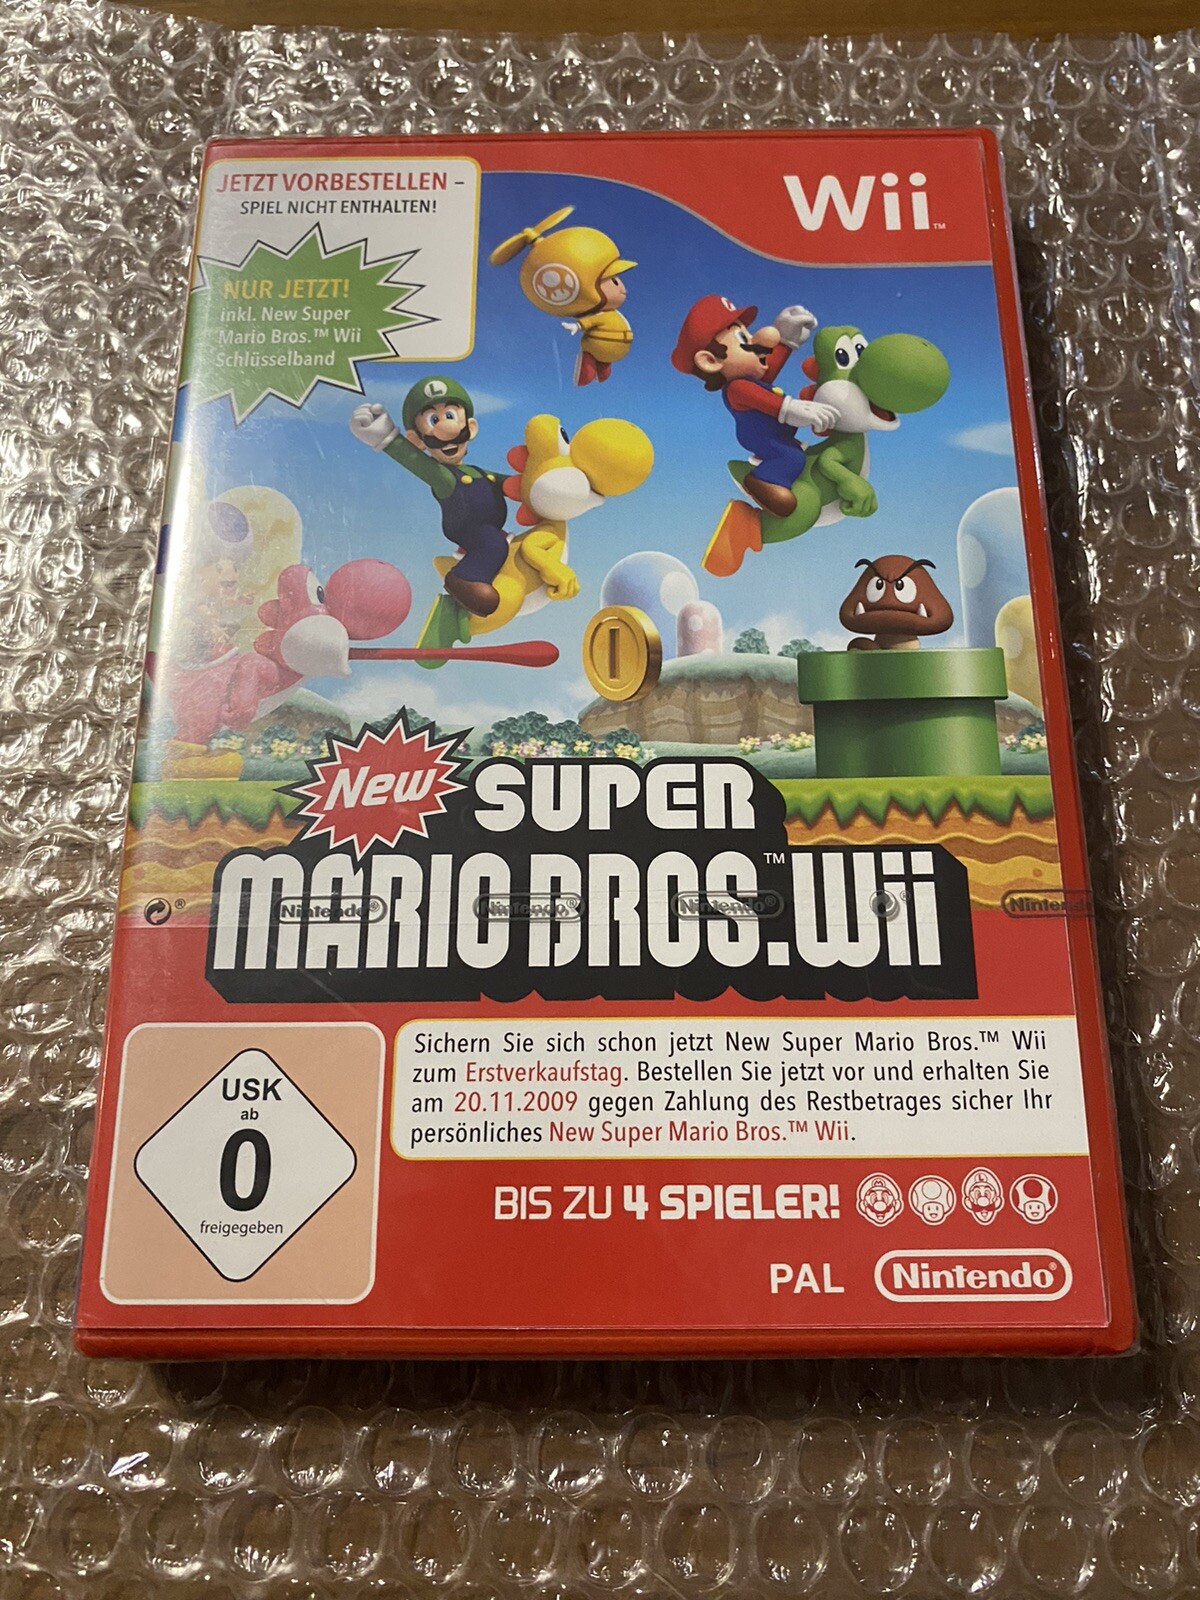 JETZT VORBESTELLEN –
SPIEL NICHT ENTHALTEN!
Wii™
NUR JETZT!
inkl. New Super
Mario Bros.™ Wii
Schlüsselband
L
New SUPER
MARIO BROS.™ Wii
Nintendo® Nintendo® Nintendo® Nintendo
USK
ab
0
freigegeben
Sichern Sie sich schon jetzt New Super Mario Bros.™ Wii
zum Erstverkaufstag. Bestellen Sie jetzt vor und erhalten Sie
am 20.11.2009 gegen Zahlung des Restbetrages sicher Ihr
persönliches New Super Mario Bros.™ Wii.
BIS ZU 4 SPIELER!
PAL Nintendo®